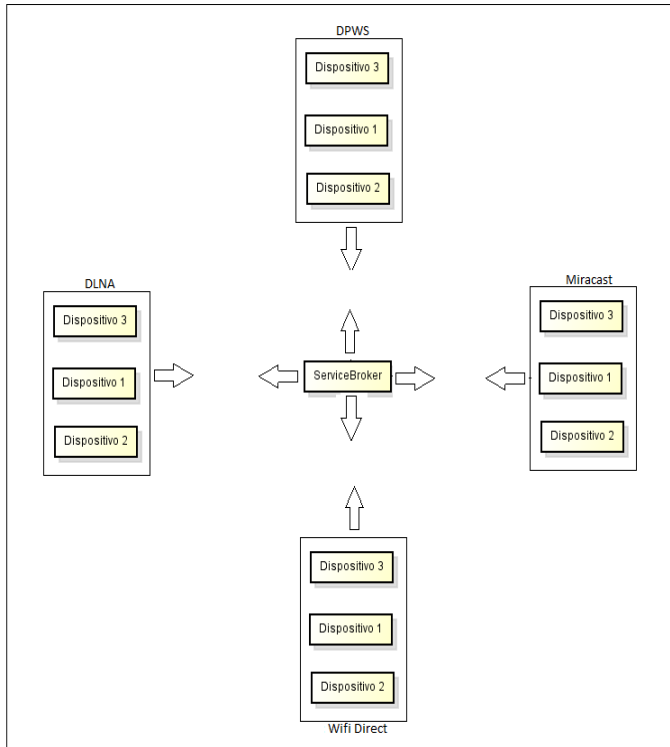 DPWS
Dispositivo 3
Dispositivo 1
Dispositivo 2
DLNA
Dispositivo 3
Dispositivo 1
Dispositivo 2
ServiceBroker
Miracast
Dispositivo 3
Dispositivo 1
Dispositivo 2
Dispositivo 3
Dispositivo 1
Dispositivo 2
Wifi Direct